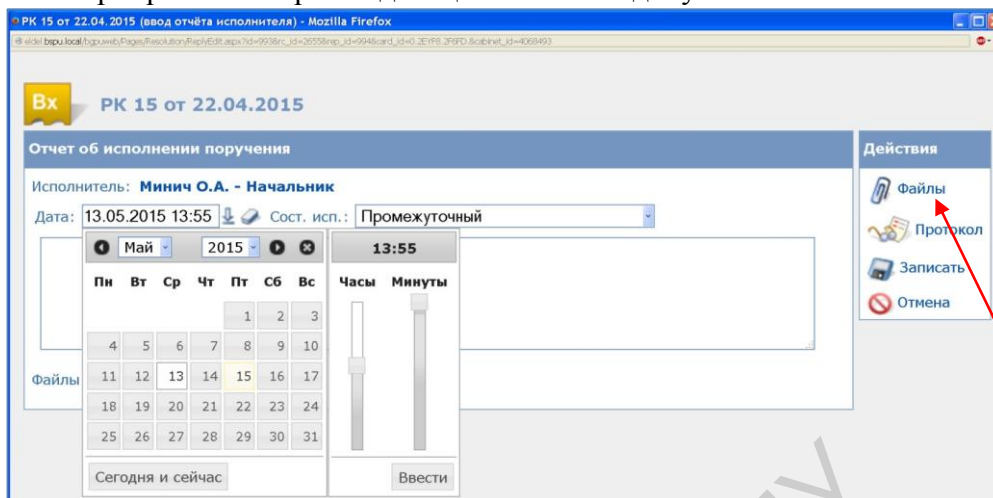 РК 15 от 22.04.2015 (ввод отчёта исполнителя) - Mozilla Firefox
Вх РК 15 от 22.04.2015
Отчет об исполнении поручения
Действия
Исполнитель: Минич О.А. - Начальник
Файлы
Дата: 13.05.2015 13:55 Сост. исп.: Промежуточный
Протокол
Май 2015
13:55
Записать
Пн Вт Ср Чт Пт Сб Вс
Часы Минуты
Отмена
1 2 3
4 5 6 7 8 9 10
Файлы
11 12 13 14 15 16 17
18 19 20 21 22 23 24
25 26 27 28 29 30 31
Сегодня и сейчас
Ввести